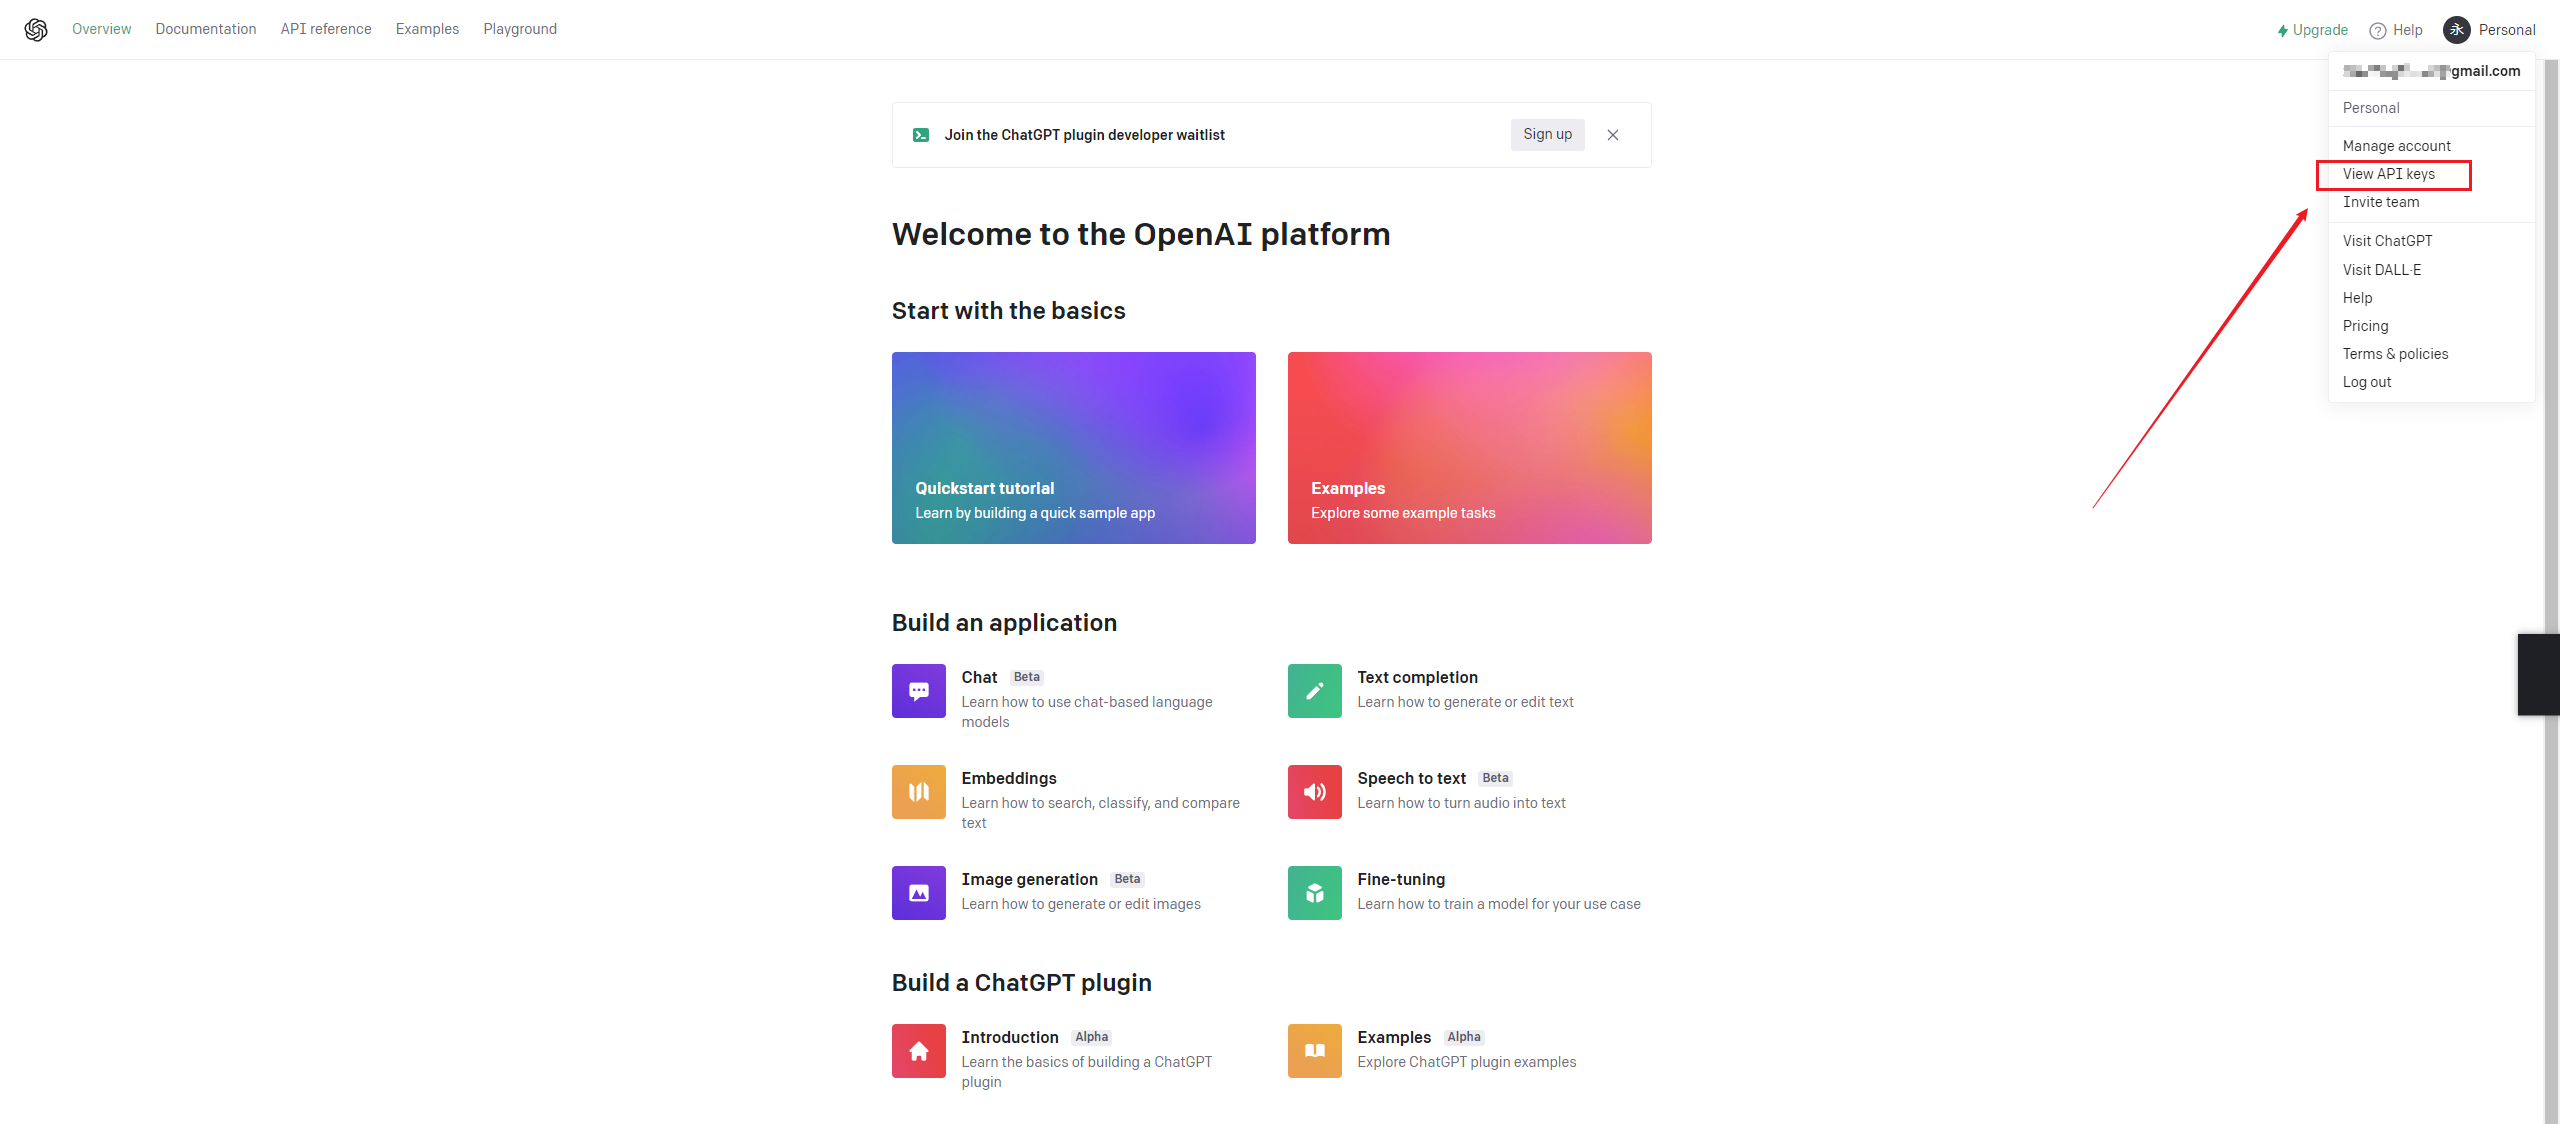 Overview Documentation API reference Examples Playground
Upgrade Help 永 Personal
gmail.com
Personal
Manage account
View API keys
Invite team
Visit ChatGPT
Visit DALL·E
Help
Pricing
Terms & policies
Log out
Join the ChatGPT plugin developer waitlist Sign up
Welcome to the OpenAI platform
Start with the basics
Quickstart tutorial
Learn by building a quick sample app
Examples
Explore some example tasks
Build an application
Chat Beta
Learn how to use chat-based language
models
Text completion
Learn how to generate or edit text
Embeddings
Learn how to search, classify, and compare
text
Speech to text Beta
Learn how to turn audio into text
Image generation Beta
Learn how to generate or edit images
Fine-tuning
Learn how to train a model for your use case
Build a ChatGPT plugin
Introduction Alpha
Learn the basics of building a ChatGPT
plugin
Examples Alpha
Explore ChatGPT plugin examples